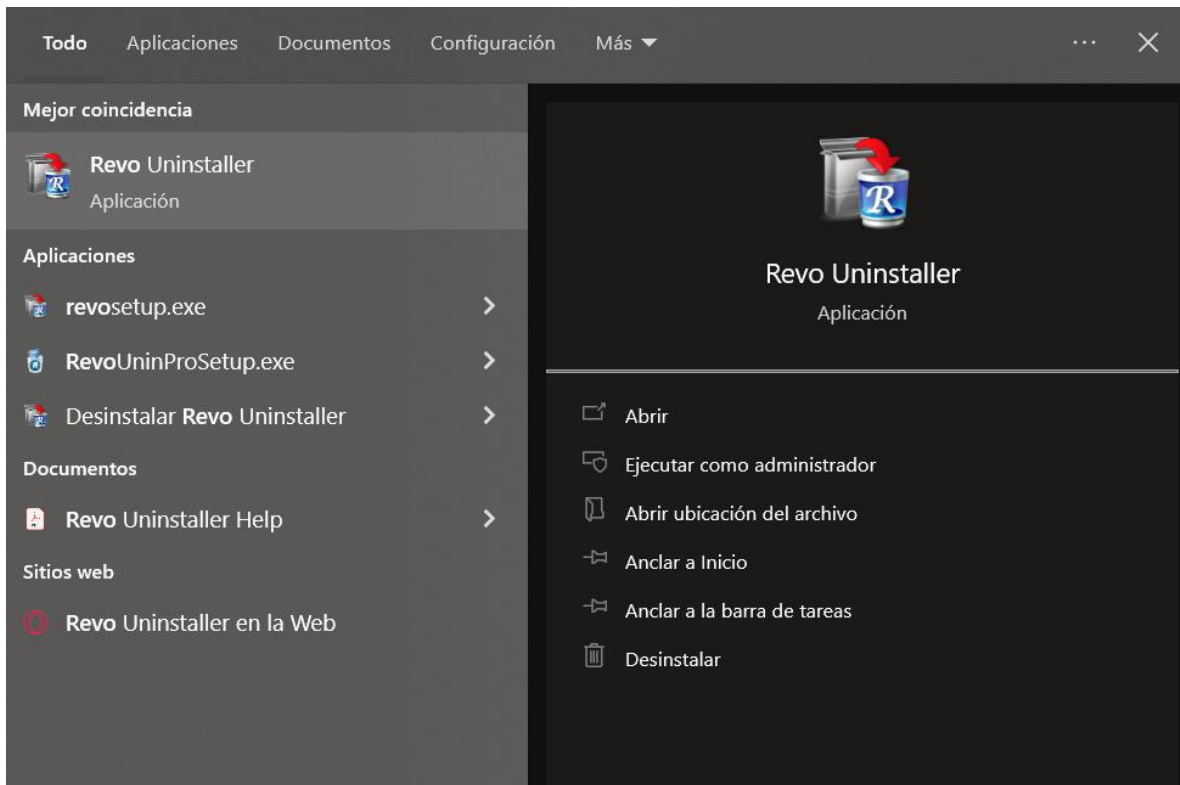 Todo Aplicaciones Documentos Configuración Más
Mejor coincidencia
Revo Uninstaller
Aplicación
Aplicaciones
revosetup.exe
RevoUninProSetup.exe
Desinstalar Revo Uninstaller
Documentos
Revo Uninstaller Help
Sitios web
Revo Uninstaller en la Web
R
Revo Uninstaller
Aplicación
Abrir
Ejecutar como administrador
Abrir ubicación del archivo
Anclar a Inicio
Anclar a la barra de tareas
Desinstalar